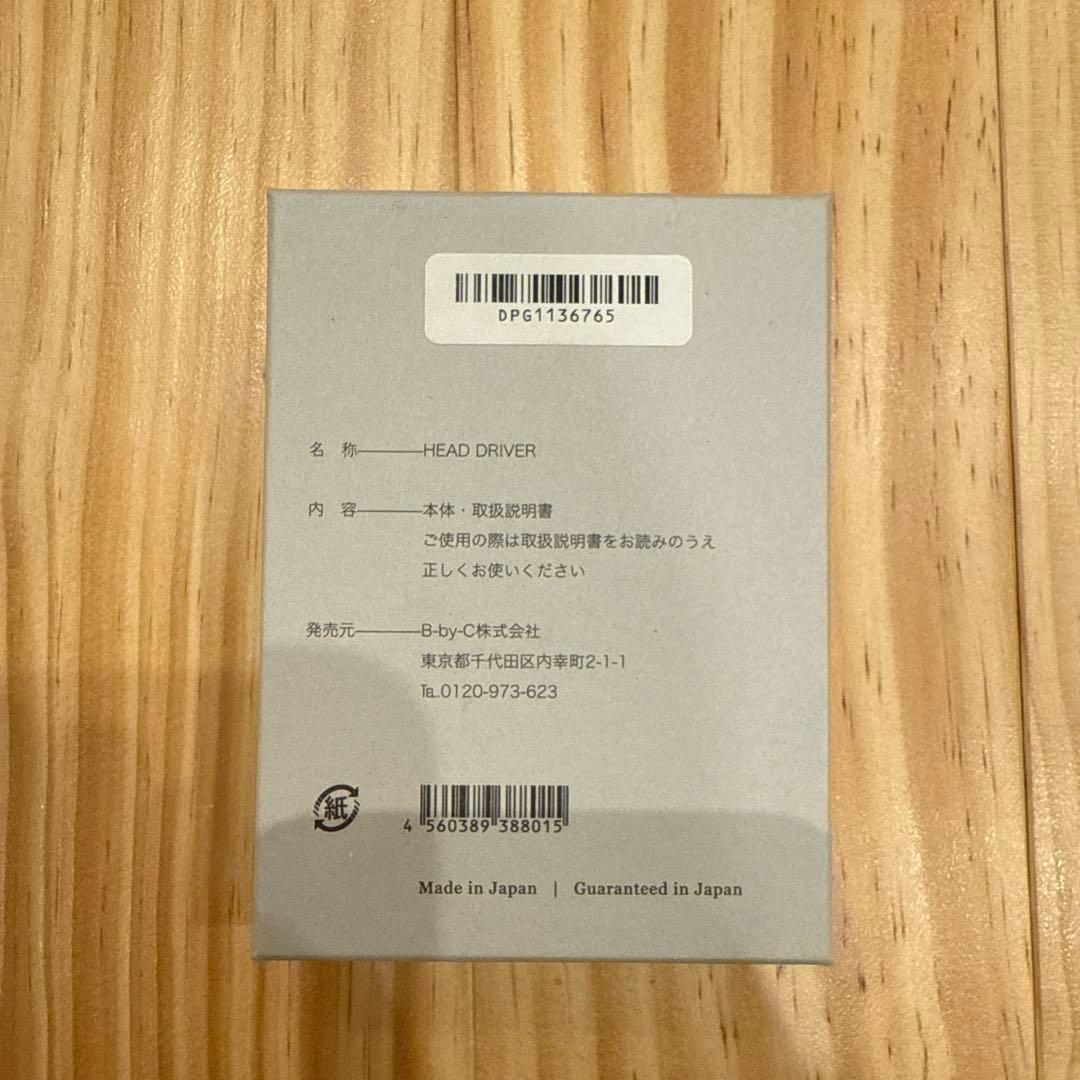 DPG1136765
名 称────HEAD DRIVER
内 容────本体・取扱説明書
ご使用の際は取扱説明書をお読みのうえ
正しくお使いください
発売元────B-by-C株式会社
東京都千代田区内幸町2-1-1
℡.0120-973-623
紙
4 560389 388015
Made in Japan | Guaranteed in Japan